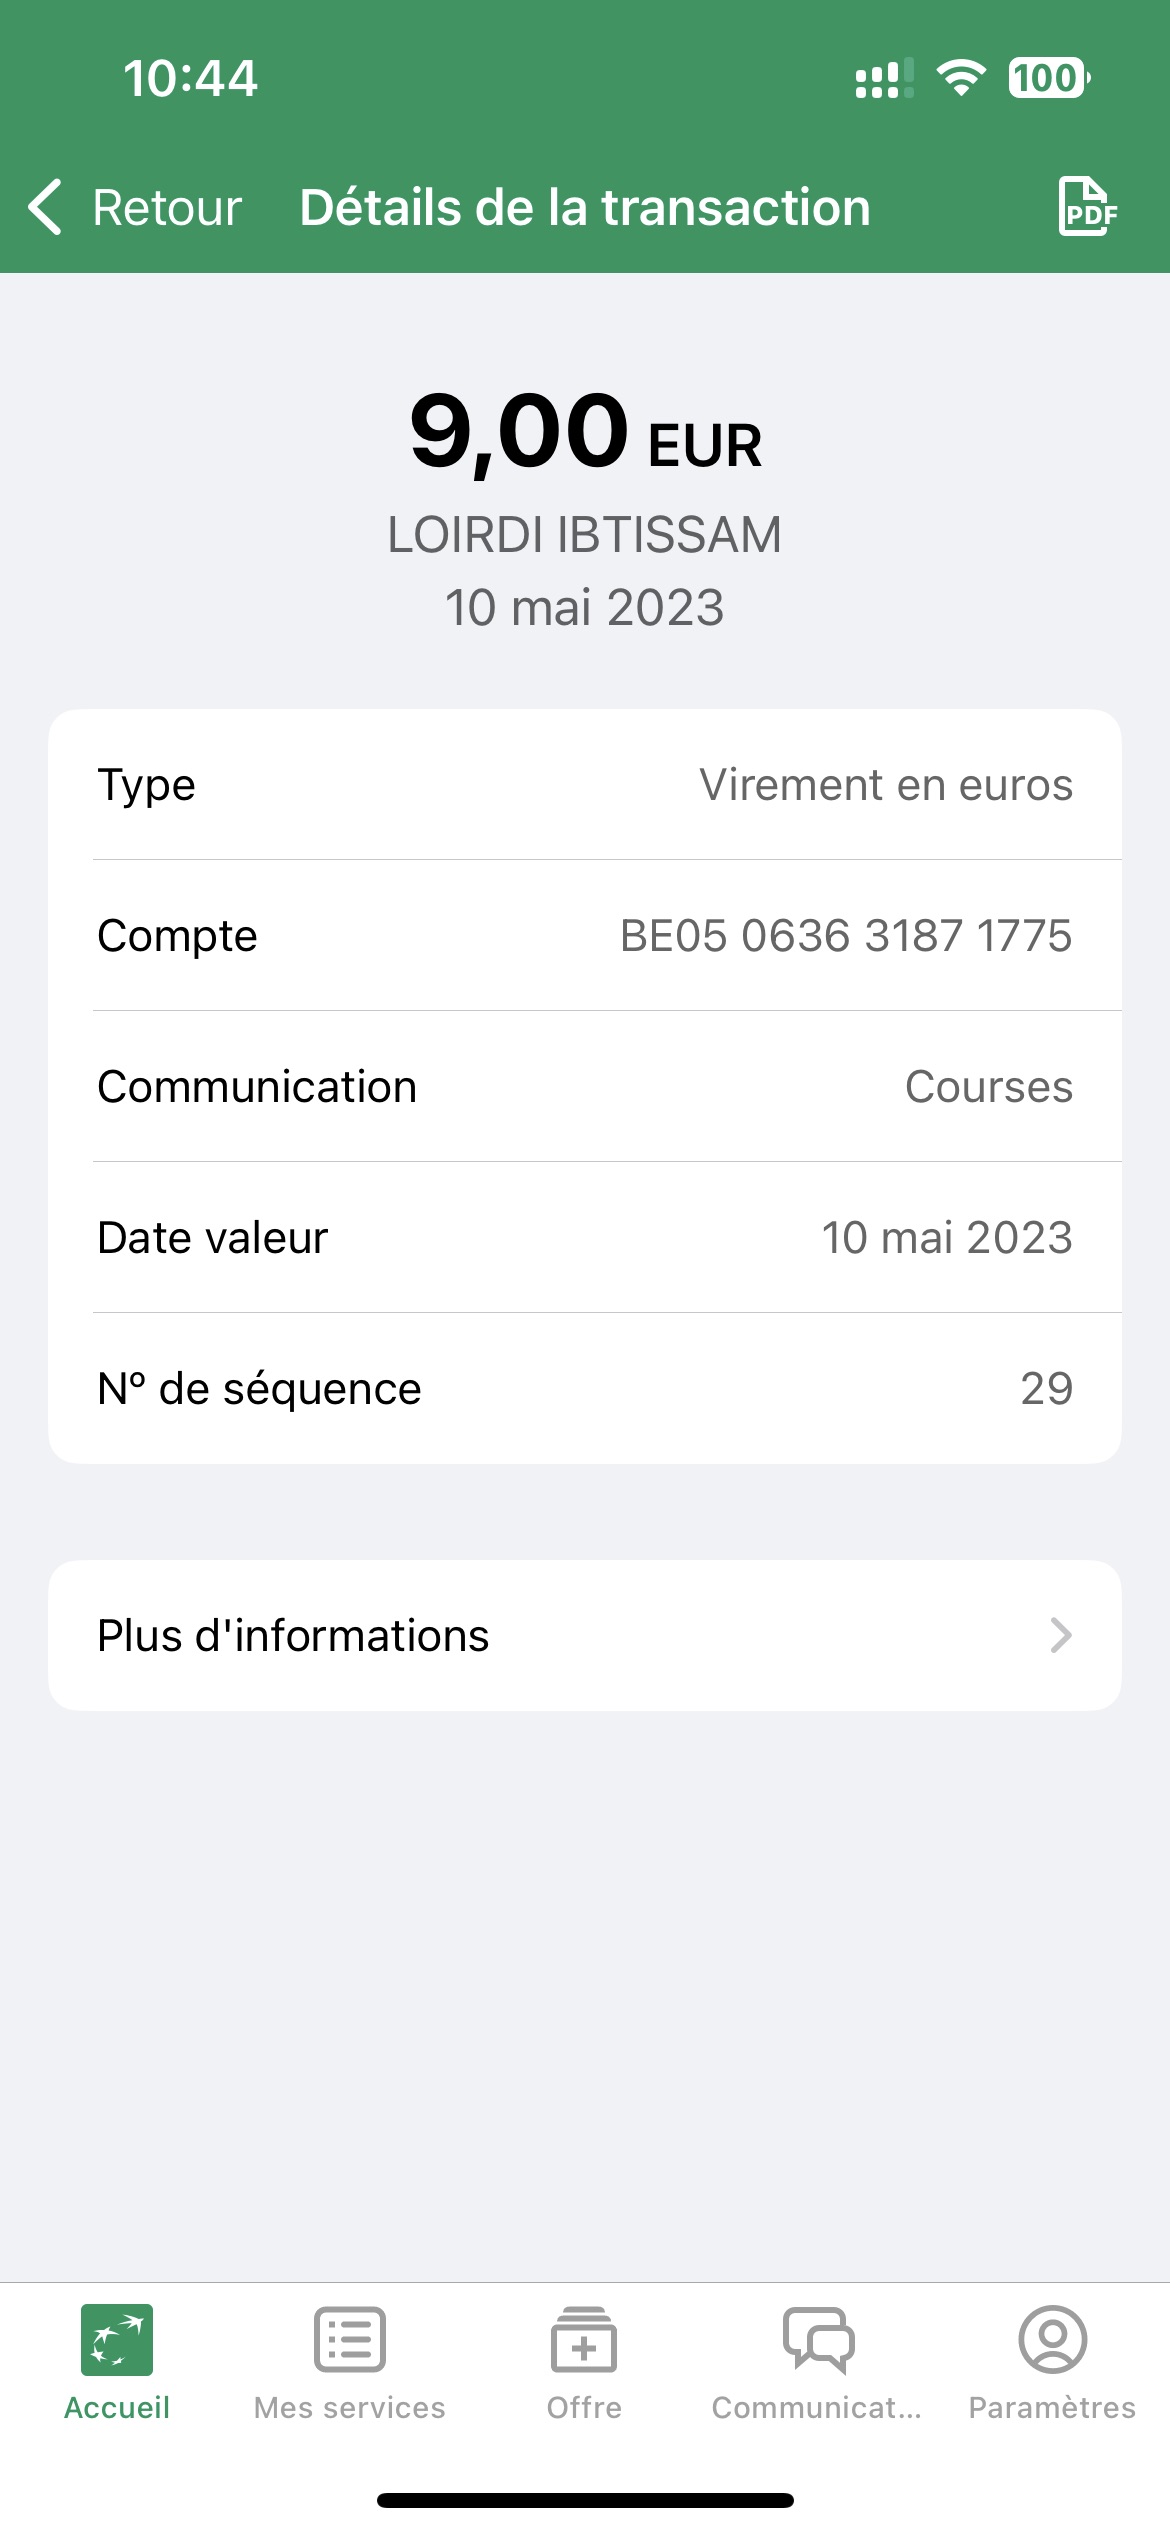 10:44
100
Retour
Détails de la transaction
PDF
9,00 EUR
LOIRDI IBTISSAM
10 mai 2023
Type
Virement en euros
Compte
BE05 0636 3187 1775
Communication
Courses
Date valeur
10 mai 2023
Nº de séquence
29
Plus d'informations
Accueil
Mes services
Offre
Communicat...
Paramètres